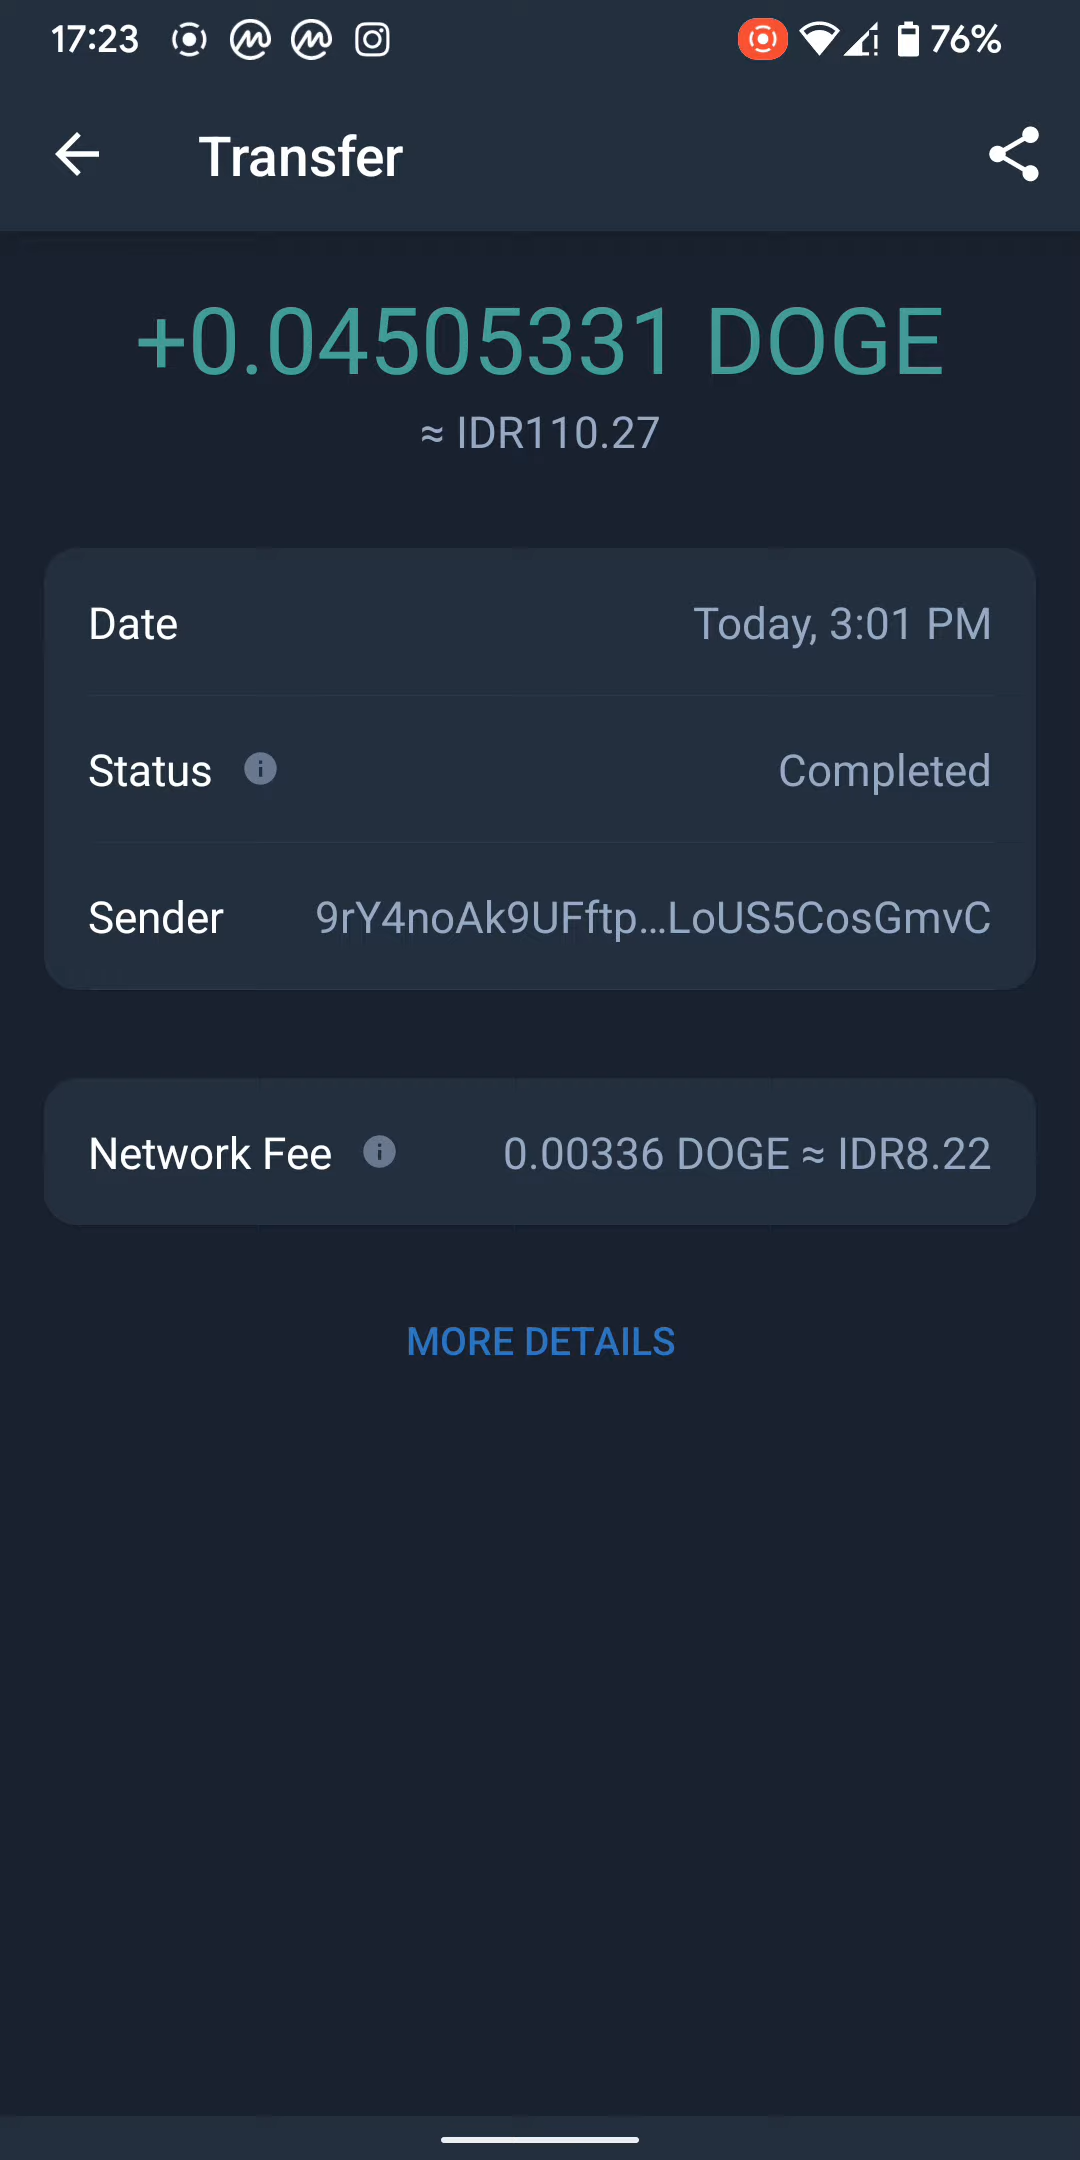 17:23 76%
Transfer
+0.04505331 DOGE
≈ IDR110.27
Date Today, 3:01 PM
Status Completed
Sender 9rY4noAk9UFftp...LoUS5CosGmvC
Network Fee 0.00336 DOGE ≈ IDR8.22
MORE DETAILS